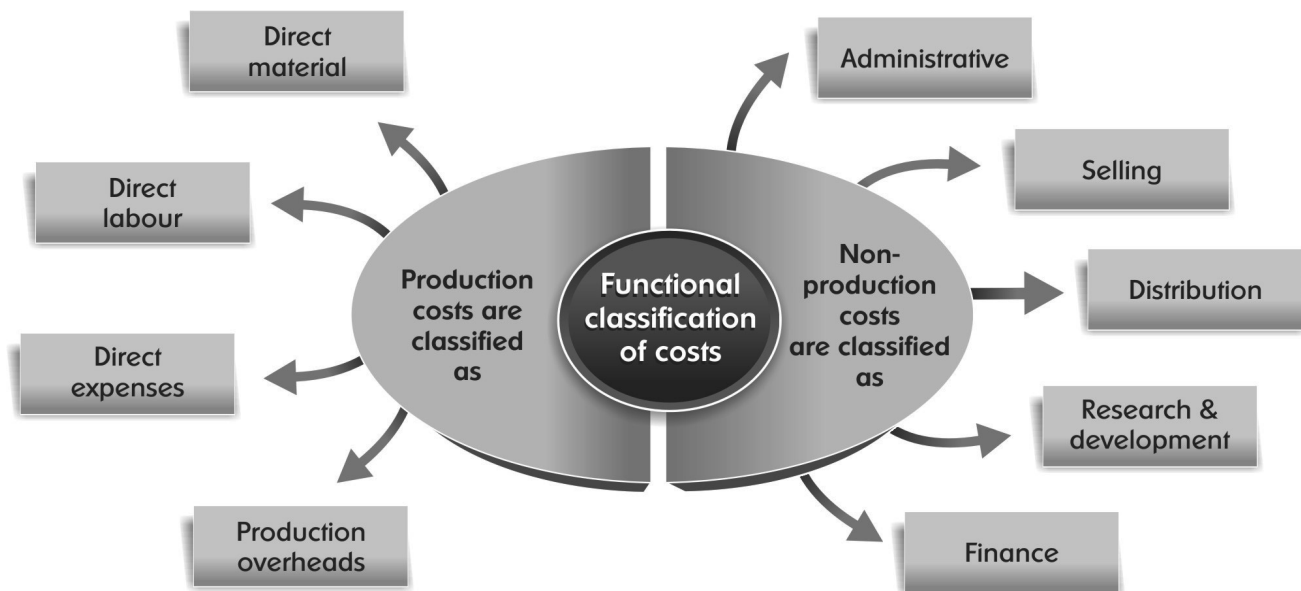 Direct
material
Direct
labour
Direct
expenses
Production
overheads
Production
costs are
classified
as
Functional
classification
of costs
Non-
production
costs
are classified
as
Administrative
Selling
Distribution
Research &
development
Finance